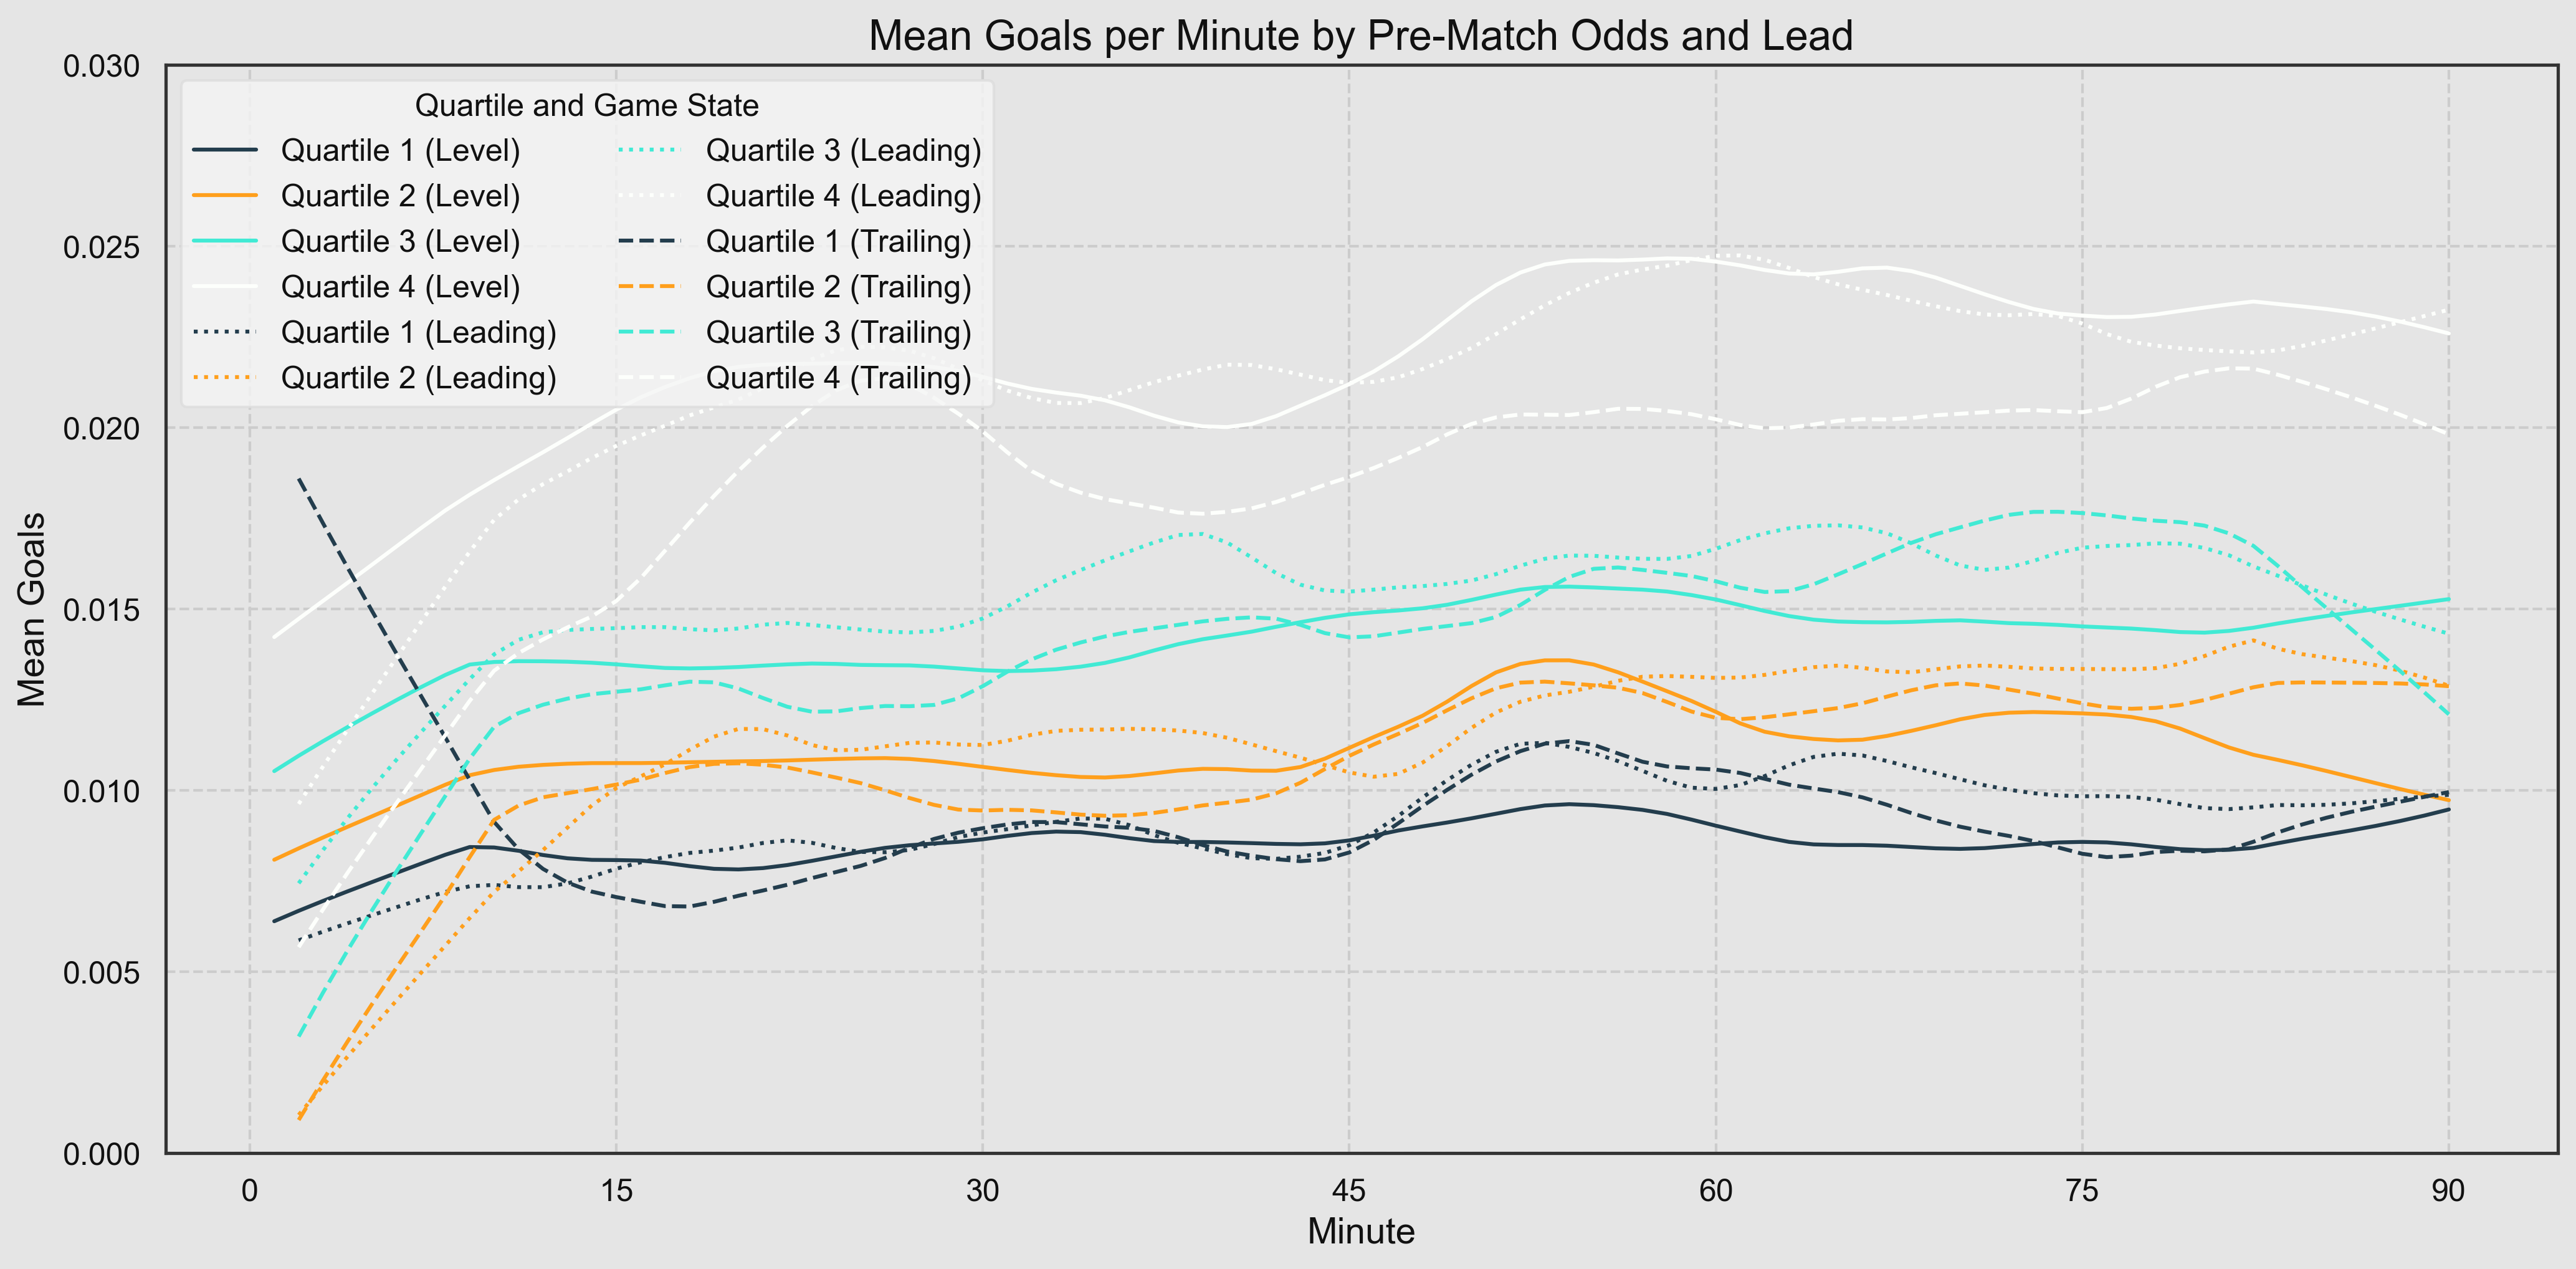 Mean Goals per Minute by Pre-Match Odds and Lead
0.030
0.025
0.020
0.015
0.010
0.005
0.000
Mean Goals
Quartile and Game State
Quartile 1 (Level)
Quartile 2 (Level)
Quartile 3 (Level)
Quartile 4 (Level)
Quartile 1 (Leading)
Quartile 2 (Leading)
Quartile 3 (Leading)
Quartile 4 (Leading)
Quartile 1 (Trailing)
Quartile 2 (Trailing)
Quartile 3 (Trailing)
Quartile 4 (Trailing)
0 15 30 45 60 75 90
Minute